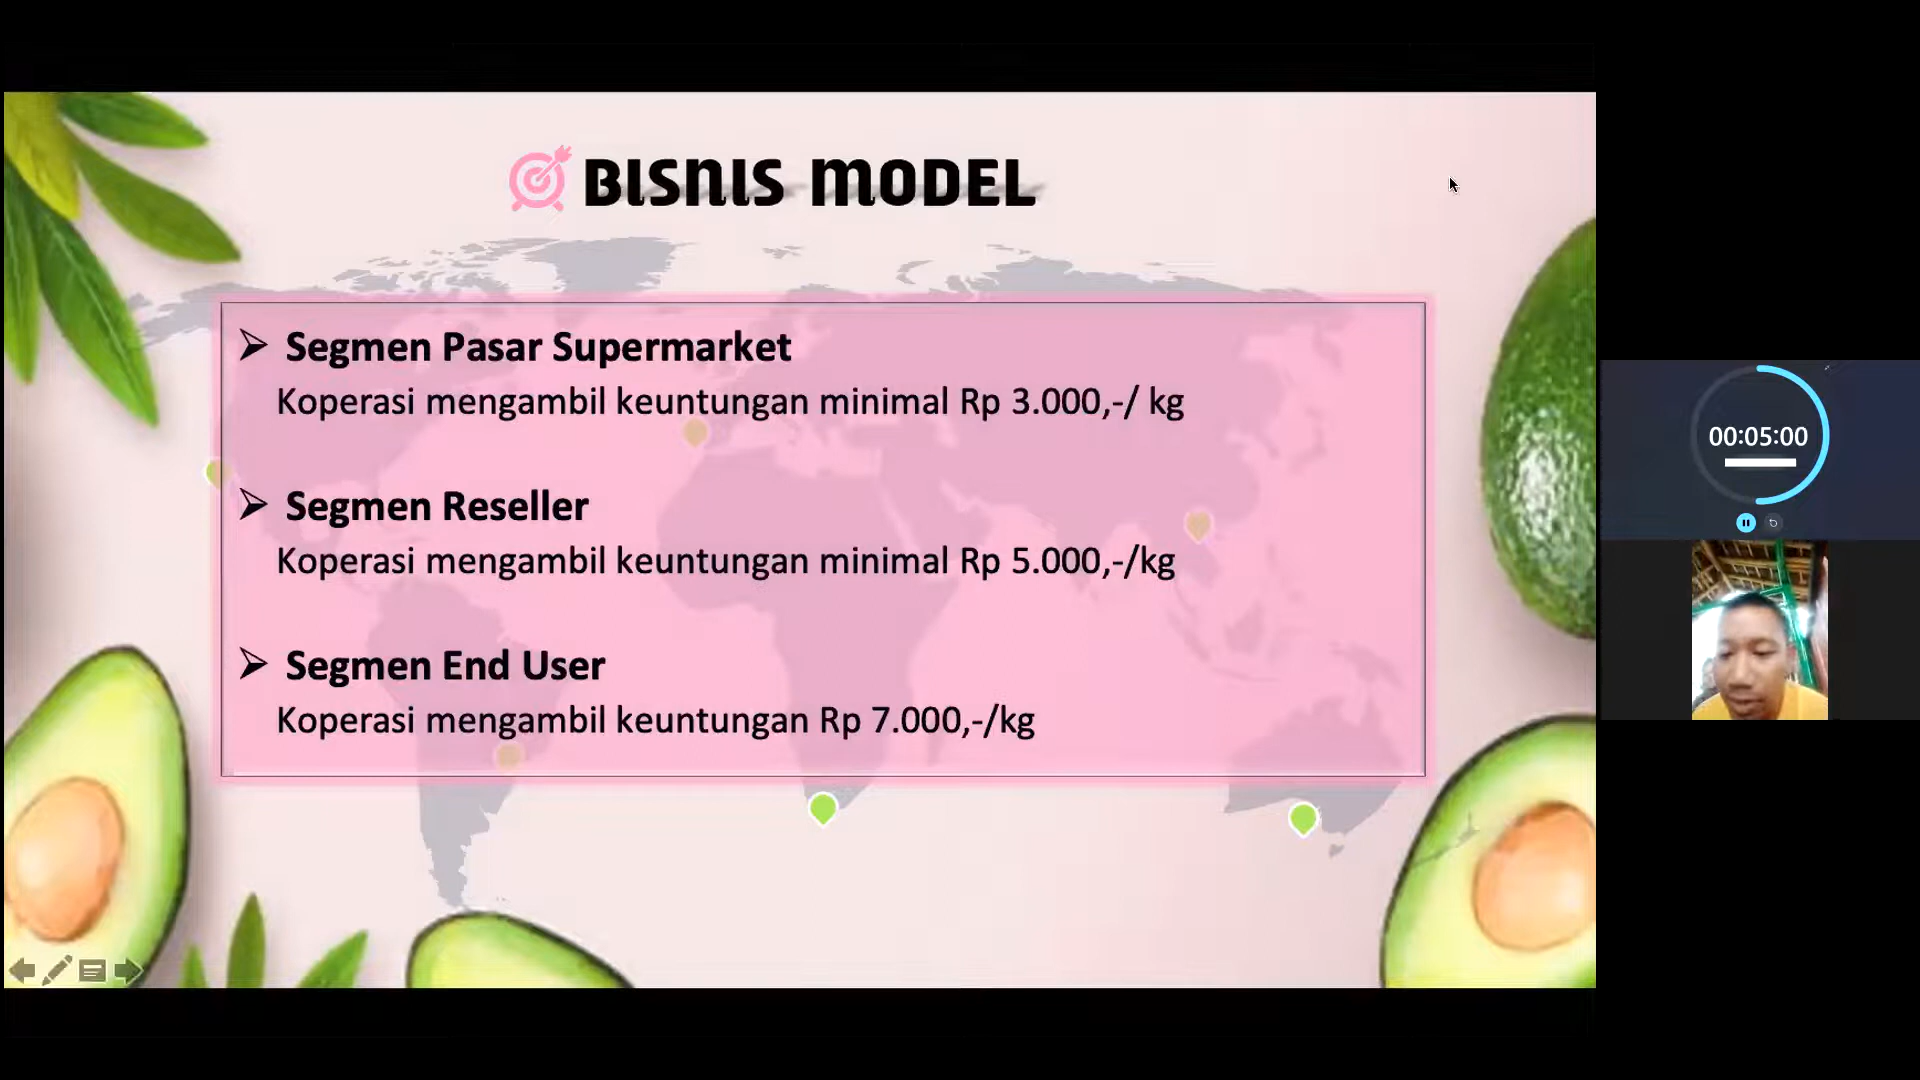 BISNIS MODEL
➢ Segmen Pasar Supermarket
Koperasi mengambil keuntungan minimal Rp 3.000,-/ kg
➢ Segmen Reseller
Koperasi mengambil keuntungan minimal Rp 5.000,-/kg
➢ Segmen End User
Koperasi mengambil keuntungan Rp 7.000,-/kg
00:05:00